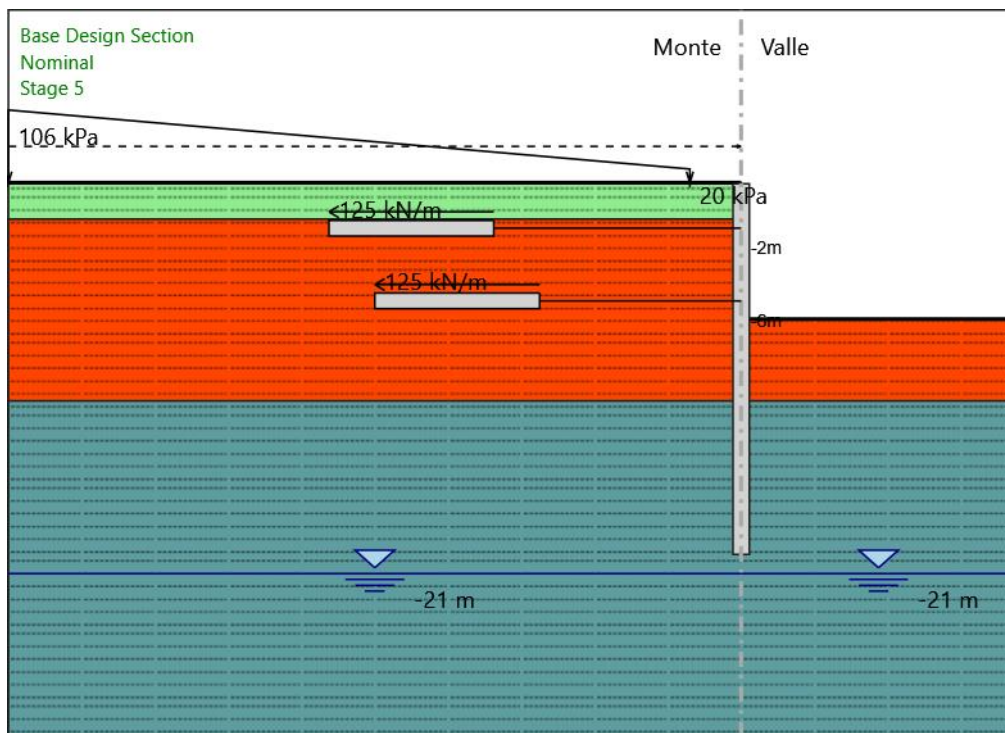 Base Design Section
Nominal
Stage 5
Monte
Valle
106 kPa
20 kPa
125 kN/m
-2m
125 kN/m
-6m
-21 m
-21 m